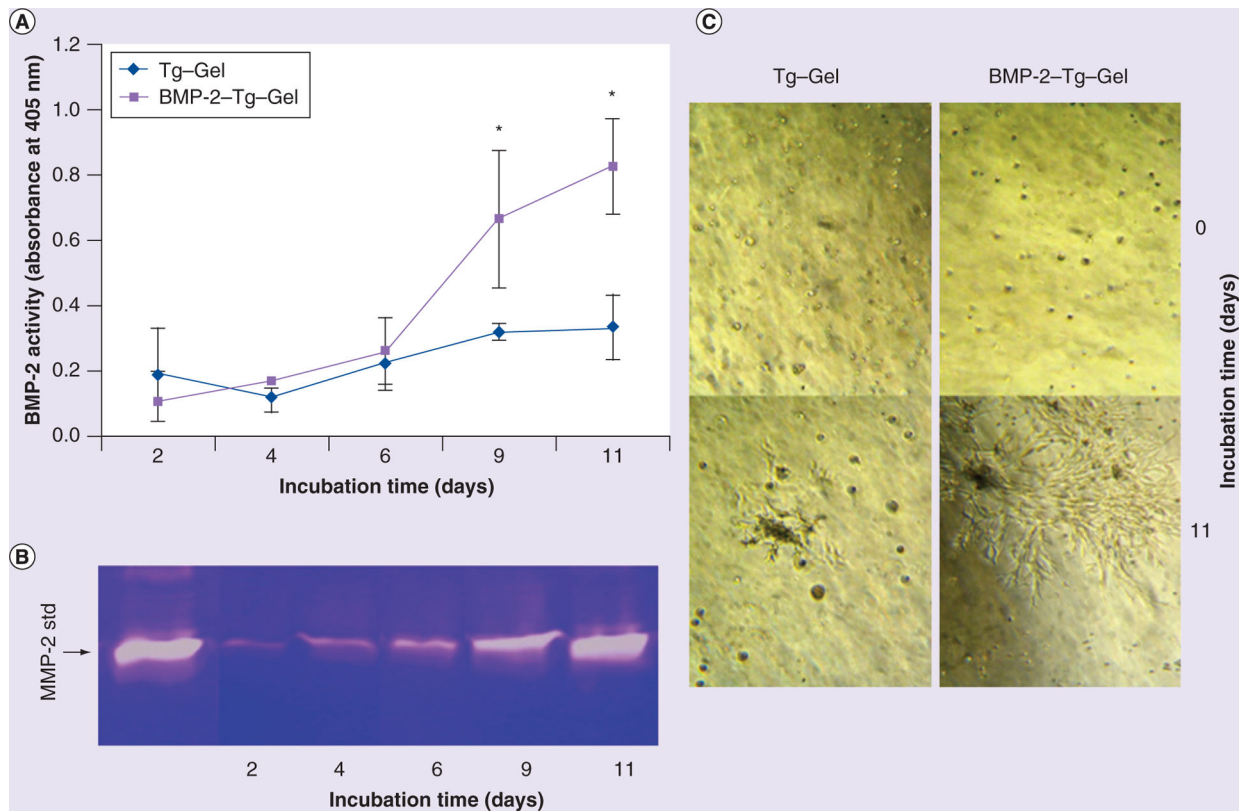 A
BMP-2 activity (absorbance at 405 nm)
1.2
1.0
0.8
0.6
0.4
0.2
0.0
Tg–Gel
BMP-2–Tg–Gel
*
*
2 4 6 9 11
Incubation time (days)
B
MMP-2 std
2 4 6 9 11
Incubation time (days)
C
Tg–Gel BMP-2–Tg–Gel
0
11
Incubation time (days)